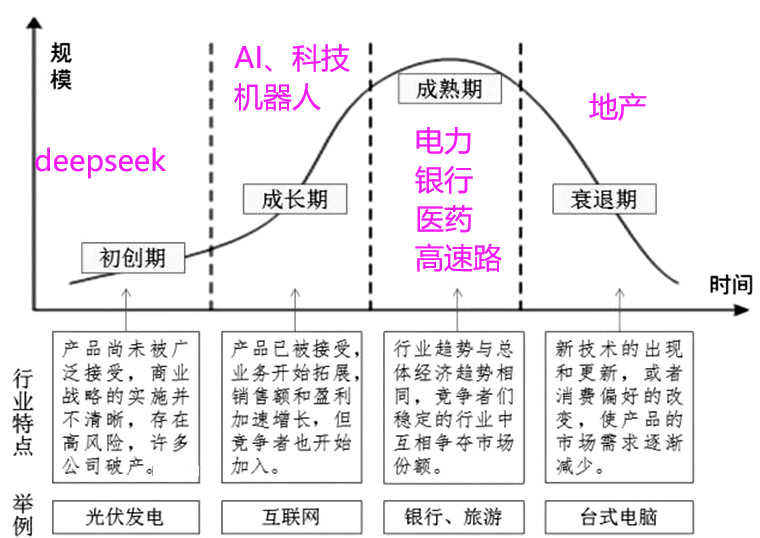 规
模
AI、科技
机器人
成熟期
地产
deepseek
电力
银行
医药
高速路
成长期
衰退期
初创期
时间
行业特点
产品尚未被广
泛接受，商业
战略的实施并
不清晰，存在
高风险，许多
公司破产。
产品已被接受，
业务开始拓展，
销售额和盈利
加速增长，但
竞争者也开始
加入。
行业趋势与总
体经济趋势相
同，竞争者们
稳定的行业中
互相争夺市场
份额。
新技术的出现
和更新，或者
消费偏好的改
变，使产品的
市场需求逐渐
减少。
举例
光伏发电
互联网
银行、旅游
台式电脑